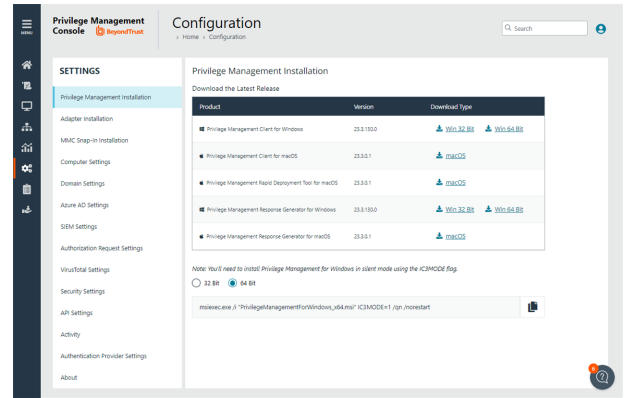 MENU
Privilege Management
Console BeyondTrust
Configuration
› Home › Configuration
Search
SETTINGS
Privilege Management Installation
Adapter Installation
MMC Snap-In Installation
Computer Settings
Domain Settings
Azure AD Settings
SIEM Settings
Authorization Request Settings
VirusTotal Settings
Security Settings
API Settings
Activity
Authentication Provider Settings
About
Privilege Management Installation
Download the Latest Release
Product Version Download Type
Privilege Management Client for Windows 23.3.130.0 Win 32 Bit Win 64 Bit
Privilege Management Client for macOS 23.3.0.1 macOS
Privilege Management Rapid Deployment Tool for macOS 23.3.0.1 macOS
Privilege Management Response Generator for Windows 23.3.130.0 Win 32 Bit Win 64 Bit
Privilege Management Response Generator for macOS 23.3.0.1 macOS
Note: You'll need to install Privilege Management for Windows in silent mode using the IC3MODE flag.
32 Bit 64 Bit
msiexec.exe /i "PrivilegeManagementForWindows_x64.msi" IC3MODE=1 /qn /norestart
6